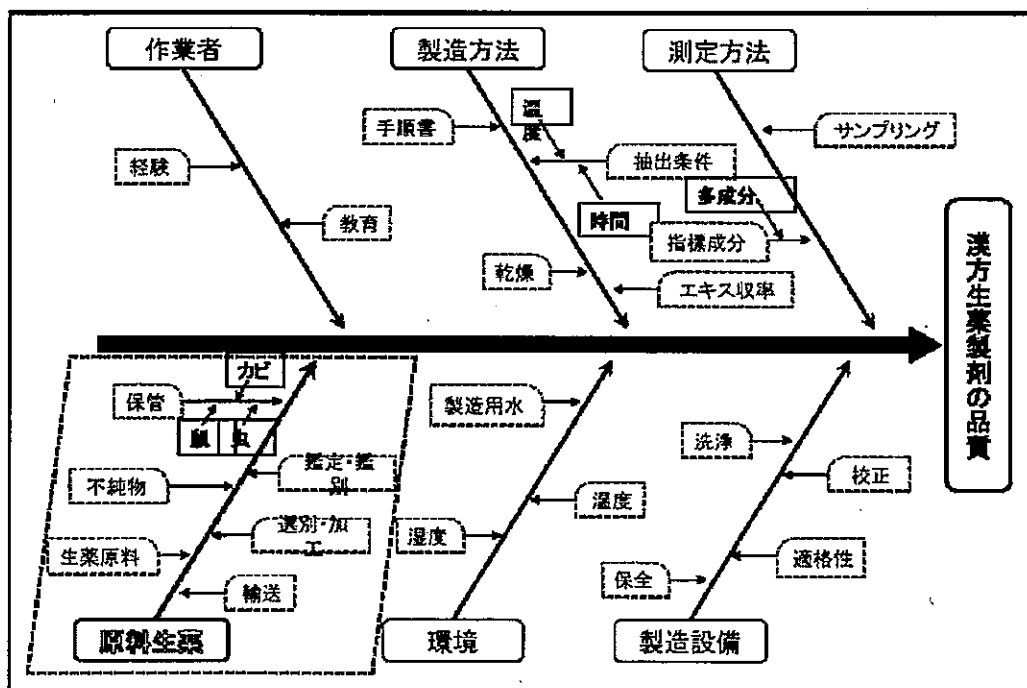 作業者
製造方法
測定方法
手順書
温
度
サンプリング
経験
抽出条件
多成分
教育
時間
指標成分
乾燥
エキス収率
漢方生薬製剤の品質
カビ
保管
虫
製造用水
洗浄
鑑定・鑑
別
不純物
校正
温度
選別・加
工
湿度
生薬原料
適格性
保全
輸送
原料生薬
環境
製造設備